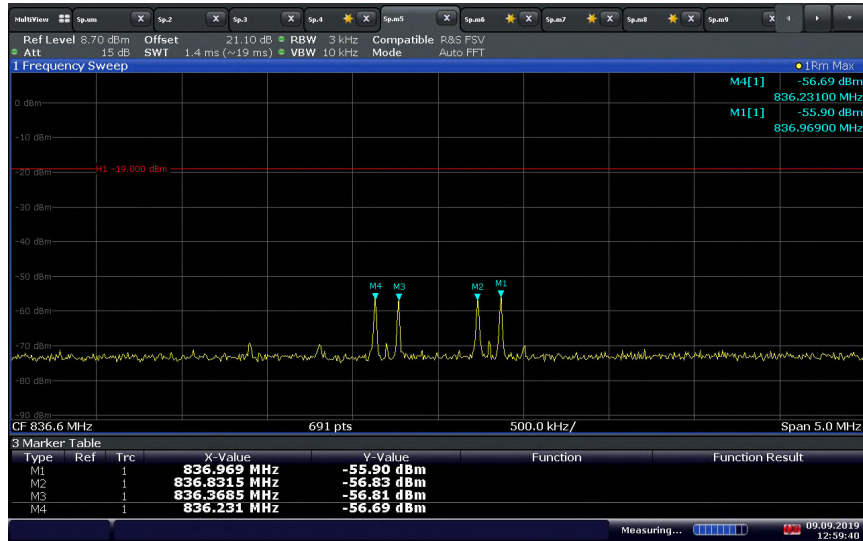 MultiView Sp.um X Sp.2 X Sp.3 X Sp.4 X Sp.m5 X Sp.m6 X Sp.m7 X Sp.m8 X Sp.m9 X
Ref Level 8.70 dBm Offset 21.10 dB RBW 3 kHz Compatible R&S FSV
Att 15 dB SWT 1.4 ms (~19 ms) VBW 10 kHz Mode Auto FFT
1 Frequency Sweep 1Rm Max
M4[1] -56.69 dBm
836.23100 MHz
0 dBm
M1[1] -55.90 dBm
836.96900 MHz
-10 dBm
H1 -19.000 dBm
-20 dBm
-30 dBm
-40 dBm
-50 dBm
M4 M3 M2 M1
-60 dBm
-70 dBm
-80 dBm
-90 dBm
CF 836.6 MHz 691 pts 500.0 kHz/ Span 5.0 MHz
3 Marker Table
Type Ref Trc X-Value Y-Value Function Function Result
M1 1 836.969 MHz -55.90 dBm
M2 1 836.8315 MHz -56.83 dBm
M3 1 836.3685 MHz -56.81 dBm
M4 1 836.231 MHz -56.69 dBm
Measuring... 09.09.2019
12:59:40